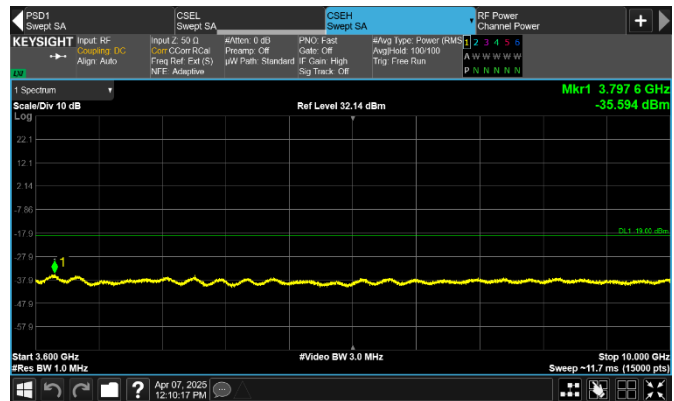 PSD1
Swept SA
CSEL
Swept SA
CSEH
Swept SA
RF Power
Channel Power
KEYSIGHT
Input: RF
Coupling: DC
Align: Auto
Input Z: 50 Ω
Corr CCorr RCal
Freq Ref: Ext (S)
NFE: Adaptive
#Atten: 0 dB
Preamp: Off
µW Path: Standard
PNO: Fast
Gate: Off
IF Gain: High
Sig Track: Off
#Avg Type: Power (RMS)
Avg|Hold: 100/100
Trig: Free Run
1 2 3 4 5 6
A W W W W W
P N N N N N
LXI
1 Spectrum
Scale/Div 10 dB
Log
Ref Level 32.14 dBm
Mkr1 3.797 6 GHz
-35.594 dBm
22.1
12.1
2.14
-7.86
-17.9
DL1 -19.00 dBm
-27.9
1
-37.9
-47.9
-57.9
Start 3.600 GHz
#Res BW 1.0 MHz
#Video BW 3.0 MHz
Stop 10.000 GHz
Sweep ~11.7 ms (15000 pts)
Apr 07, 2025
12:10:17 PM